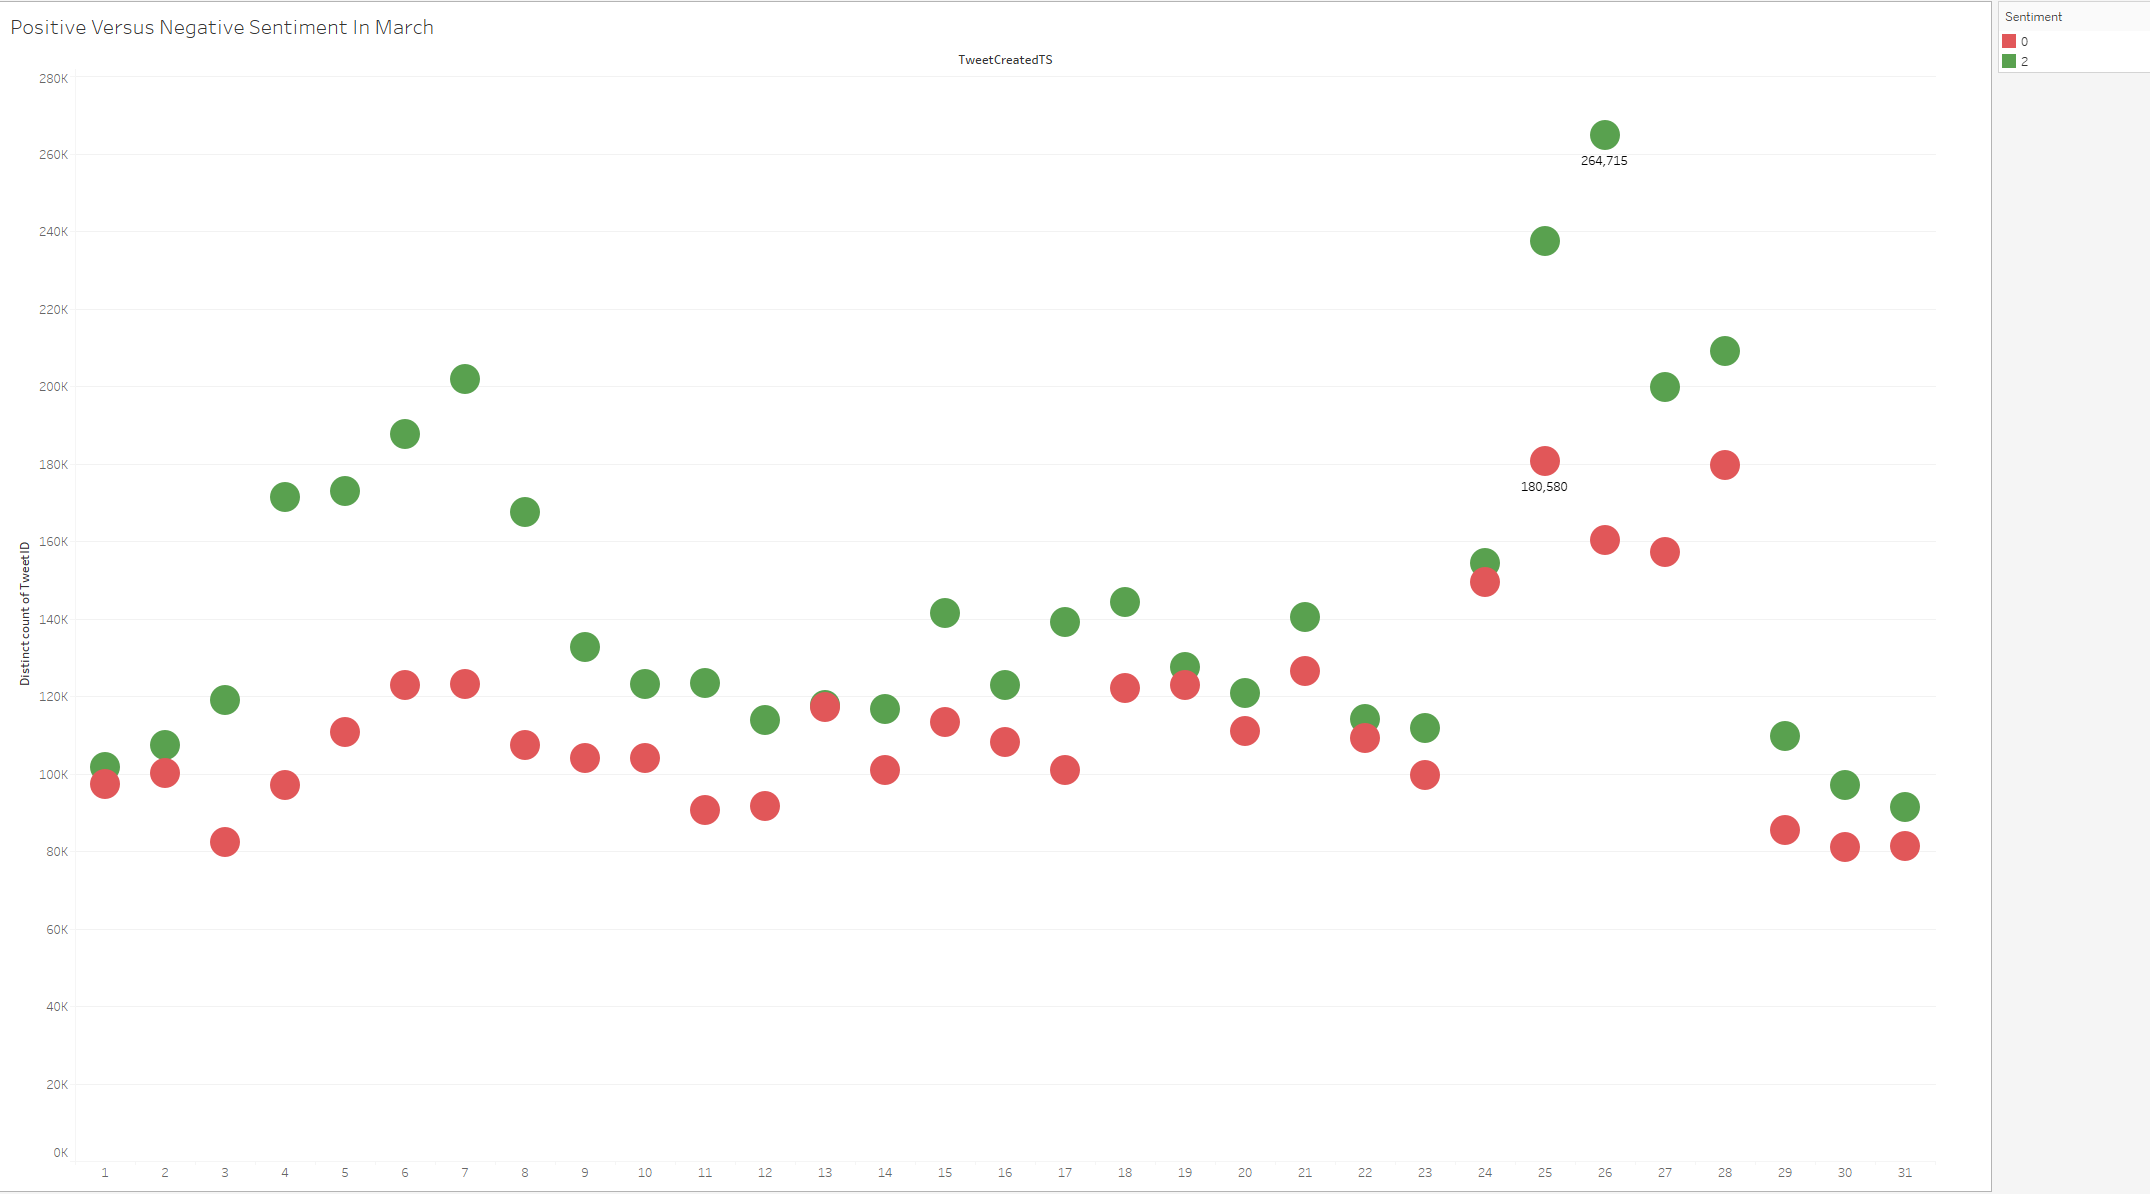 Positive Versus Negative Sentiment In March
TweetCreatedTS
Sentiment
0
2
Distinct count of TweetID
280K
260K
240K
220K
200K
180K
160K
140K
120K
100K
80K
60K
40K
20K
0K
264,715
180,580
1 2 3 4 5 6 7 8 9 10 11 12 13 14 15 16 17 18 19 20 21 22 23 24 25 26 27 28 29 30 31